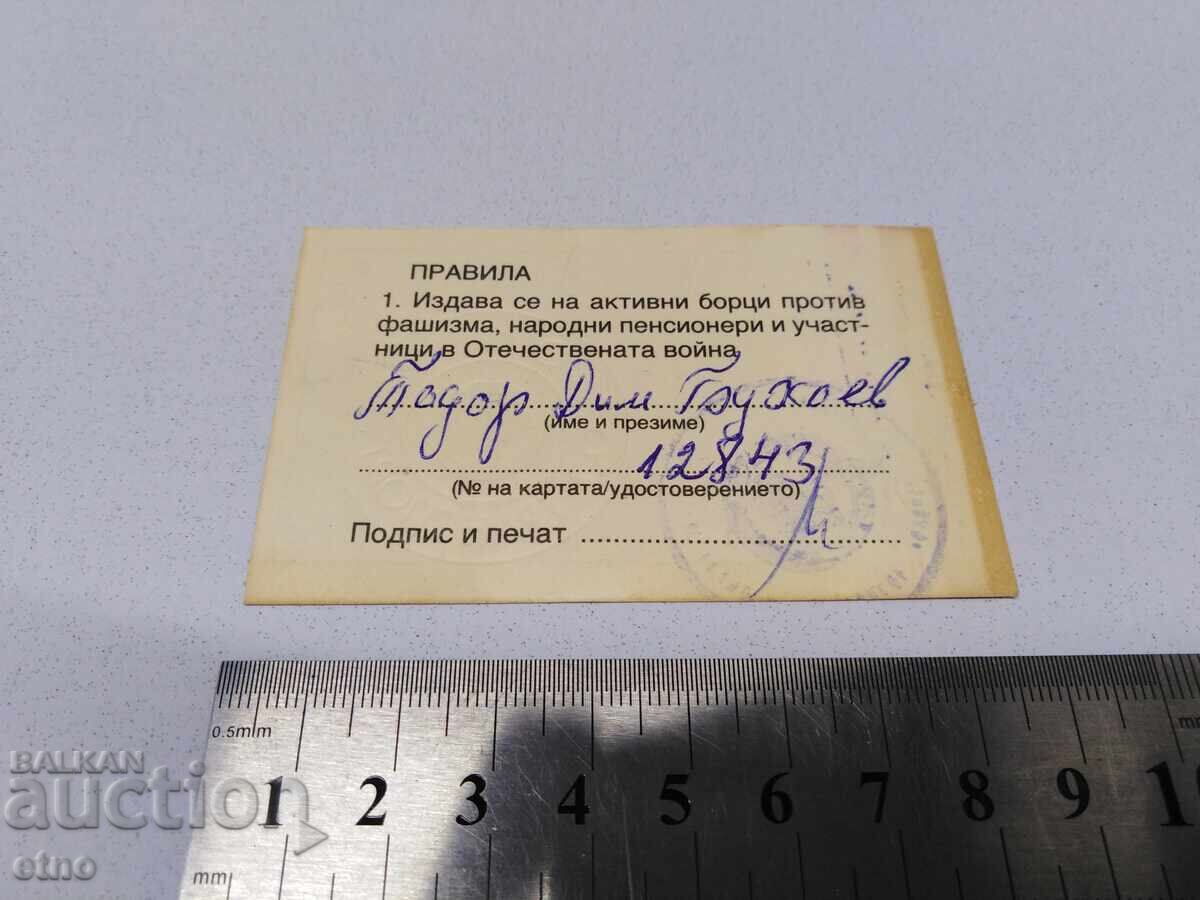 ПРАВИЛА
1. Издава се на активни борци против
фашизма, народни пенсионери и участ-
ници в Отечествената война
Тодор Дим
(име и презиме)
12843
(№ на картата/удостоверението)
Подпис и печат
0.5mm
mm
1 2 3 4 5 6 7 8 9 10
mm
BALKAN
auction
etno